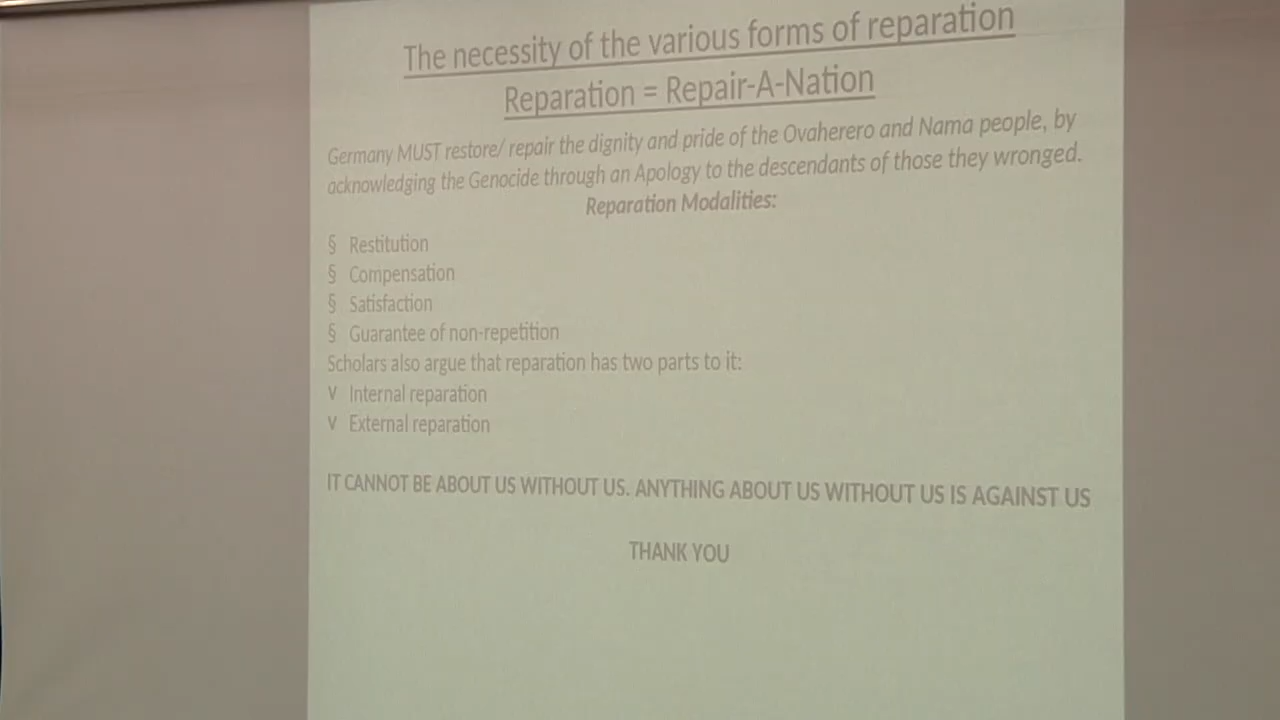 The necessity of the various forms of reparation
Reparation = Repair-A-Nation
Germany MUST restore/ repair the dignity and pride of the Ovaherero and Nama people, by
acknowledging the Genocide through an Apology to the descendants of those they wronged.
Reparation Modalities:
§ Restitution
§ Compensation
§ Satisfaction
§ Guarantee of non-repetition
Scholars also argue that reparation has two parts to it:
v Internal reparation
v External reparation
IT CANNOT BE ABOUT US WITHOUT US. ANYTHING ABOUT US WITHOUT US IS AGAINST US
THANK YOU